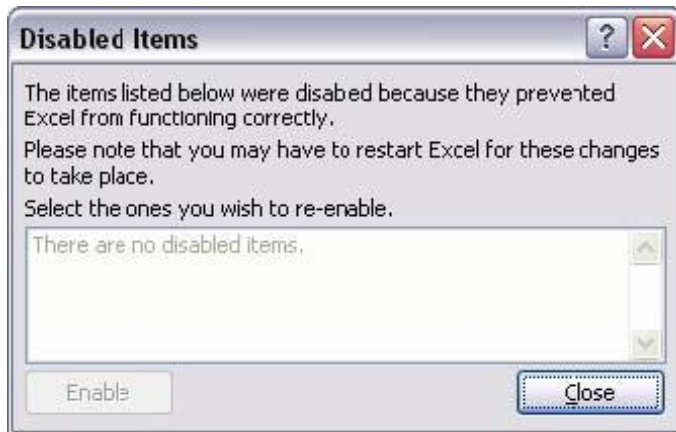 Disabled Items
The items listed below were disabed because they prevented
Excel from functioning correctly.
Please note that you may have to restart Excel for these changes
to take place.
Select the ones you wish to re-enable.
There are no disabled items.
Enable
Close